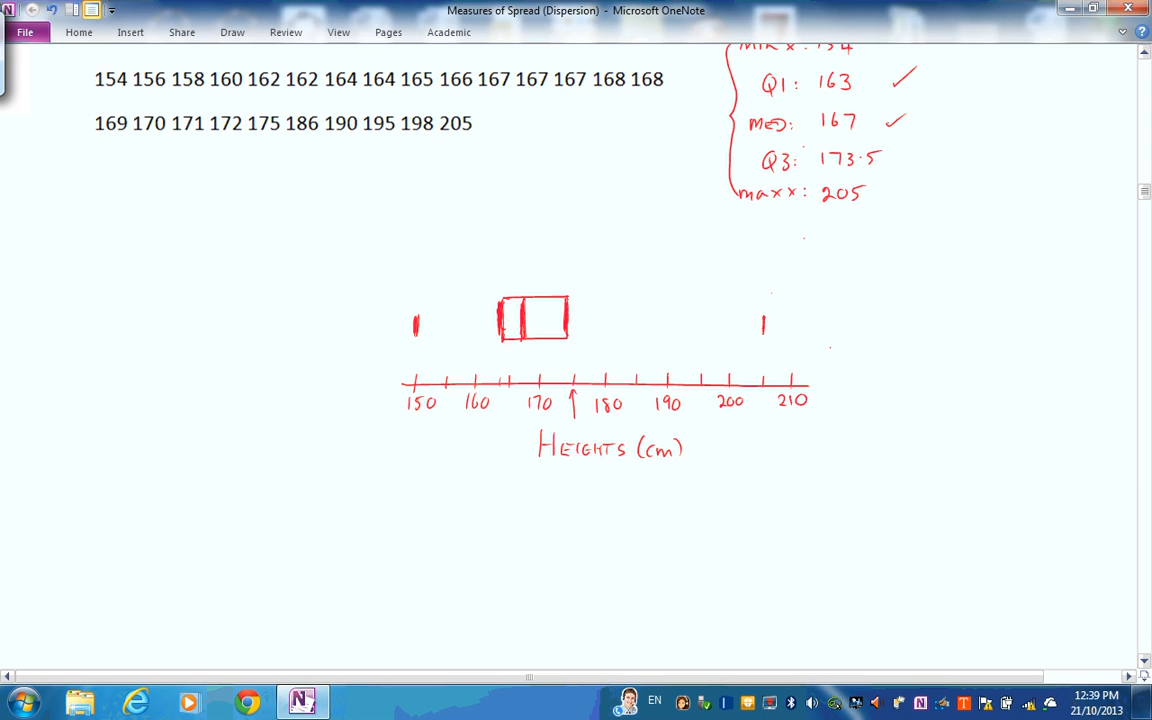 Measures of Spread (Dispersion) - Microsoft OneNote
File Home Insert Share Draw Review View Pages Academic
154 156 158 160 162 162 164 164 165 166 167 167 167 168 168
169 170 171 172 175 186 190 195 198 205
min x: 154
Q1: 163
MED: 167
Q3: 173.5
max x: 205
150 160 170 180 190 200 210
HEIGHTS (cm)
EN
12:39 PM
21/10/2013